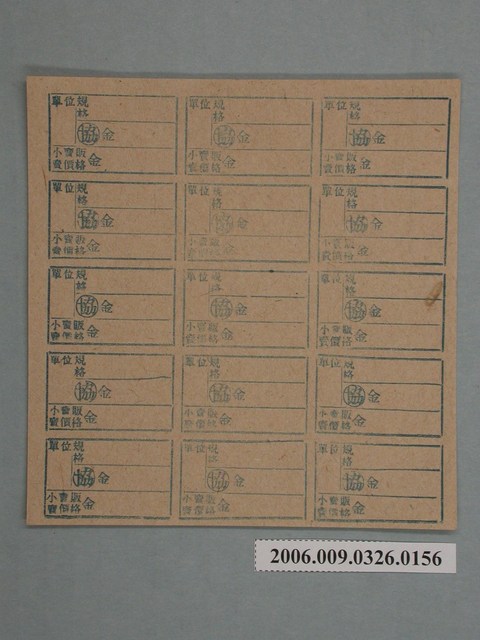 單位規
格
協金
小賣販金
賣價格
單位規
格
協金
小賣販金
賣價格
單位規
格
協金
小賣販金
賣價格
單位規
格
協金
小賣販金
賣價格
單位規
格
協金
小賣販金
賣價格
單位規
格
協金
小賣販金
賣價格
單位規
格
協金
小賣販金
賣價格
單位規
格
協金
小賣販金
賣價格
單位規
格
協金
小賣販金
賣價格
單位規
格
協金
小賣販金
賣價格
單位規
格
協金
小賣販金
賣價格
單位規
格
協金
小賣販金
賣價格
單位規
格
協金
小賣販金
賣價格
單位規
格
協金
小賣販金
賣價格
單位規
格
協金
小賣販金
賣價格
2006.009.0326.0156